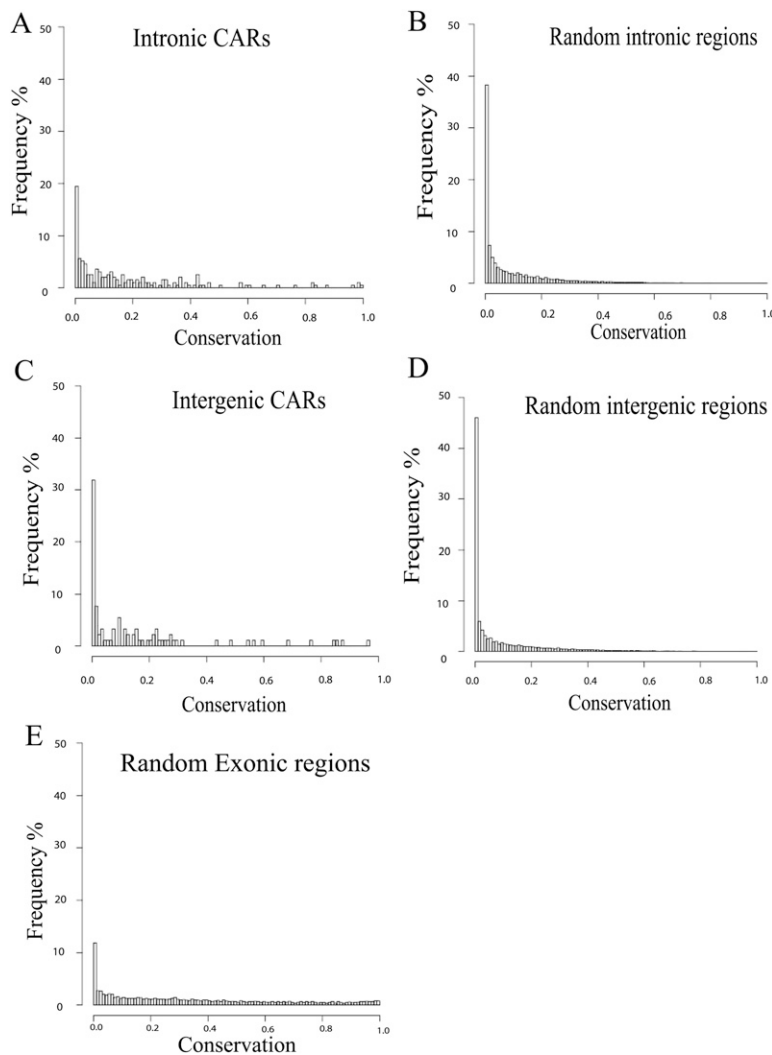 A
Intronic CARs
Frequency %
50
40
30
20
10
0
0.0 0.2 0.4 0.6 0.8 1.0
Conservation
B
Random intronic regions
Frequency %
50
40
30
20
10
0
0.0 0.2 0.4 0.6 0.8 1.0
Conservation
C
Intergenic CARs
Frequency %
50
40
30
20
10
0
0.0 0.2 0.4 0.6 0.8 1.0
Conservation
D
Random intergenic regions
Frequency %
50
40
30
20
10
0
0.0 0.2 0.4 0.6 0.8 1.0
Conservation
E
Random Exonic regions
Frequency %
50
40
30
20
10
0
0.0 0.2 0.4 0.6 0.8 1.0
Conservation